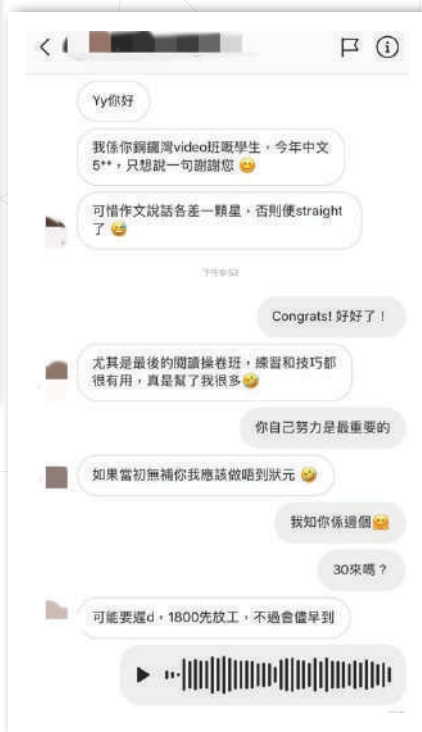 Yy你好
我係你銅鑼灣video班嘅學生,今年中文
5**,只想說一句謝謝您 😊
可惜作文說話各差一顆星,否則便straight
了 😅
Congrats! 好好了!
尤其是最後的閱讀操卷班,練習和技巧都
很有用,真是幫了我很多🤣
你自己努力是最重要的
如果當初無補你我應該做唔到狀元 🤣
我知你係邊個🤗
30來嗎?
可能要遲d,1800先放工,不過會儘早到